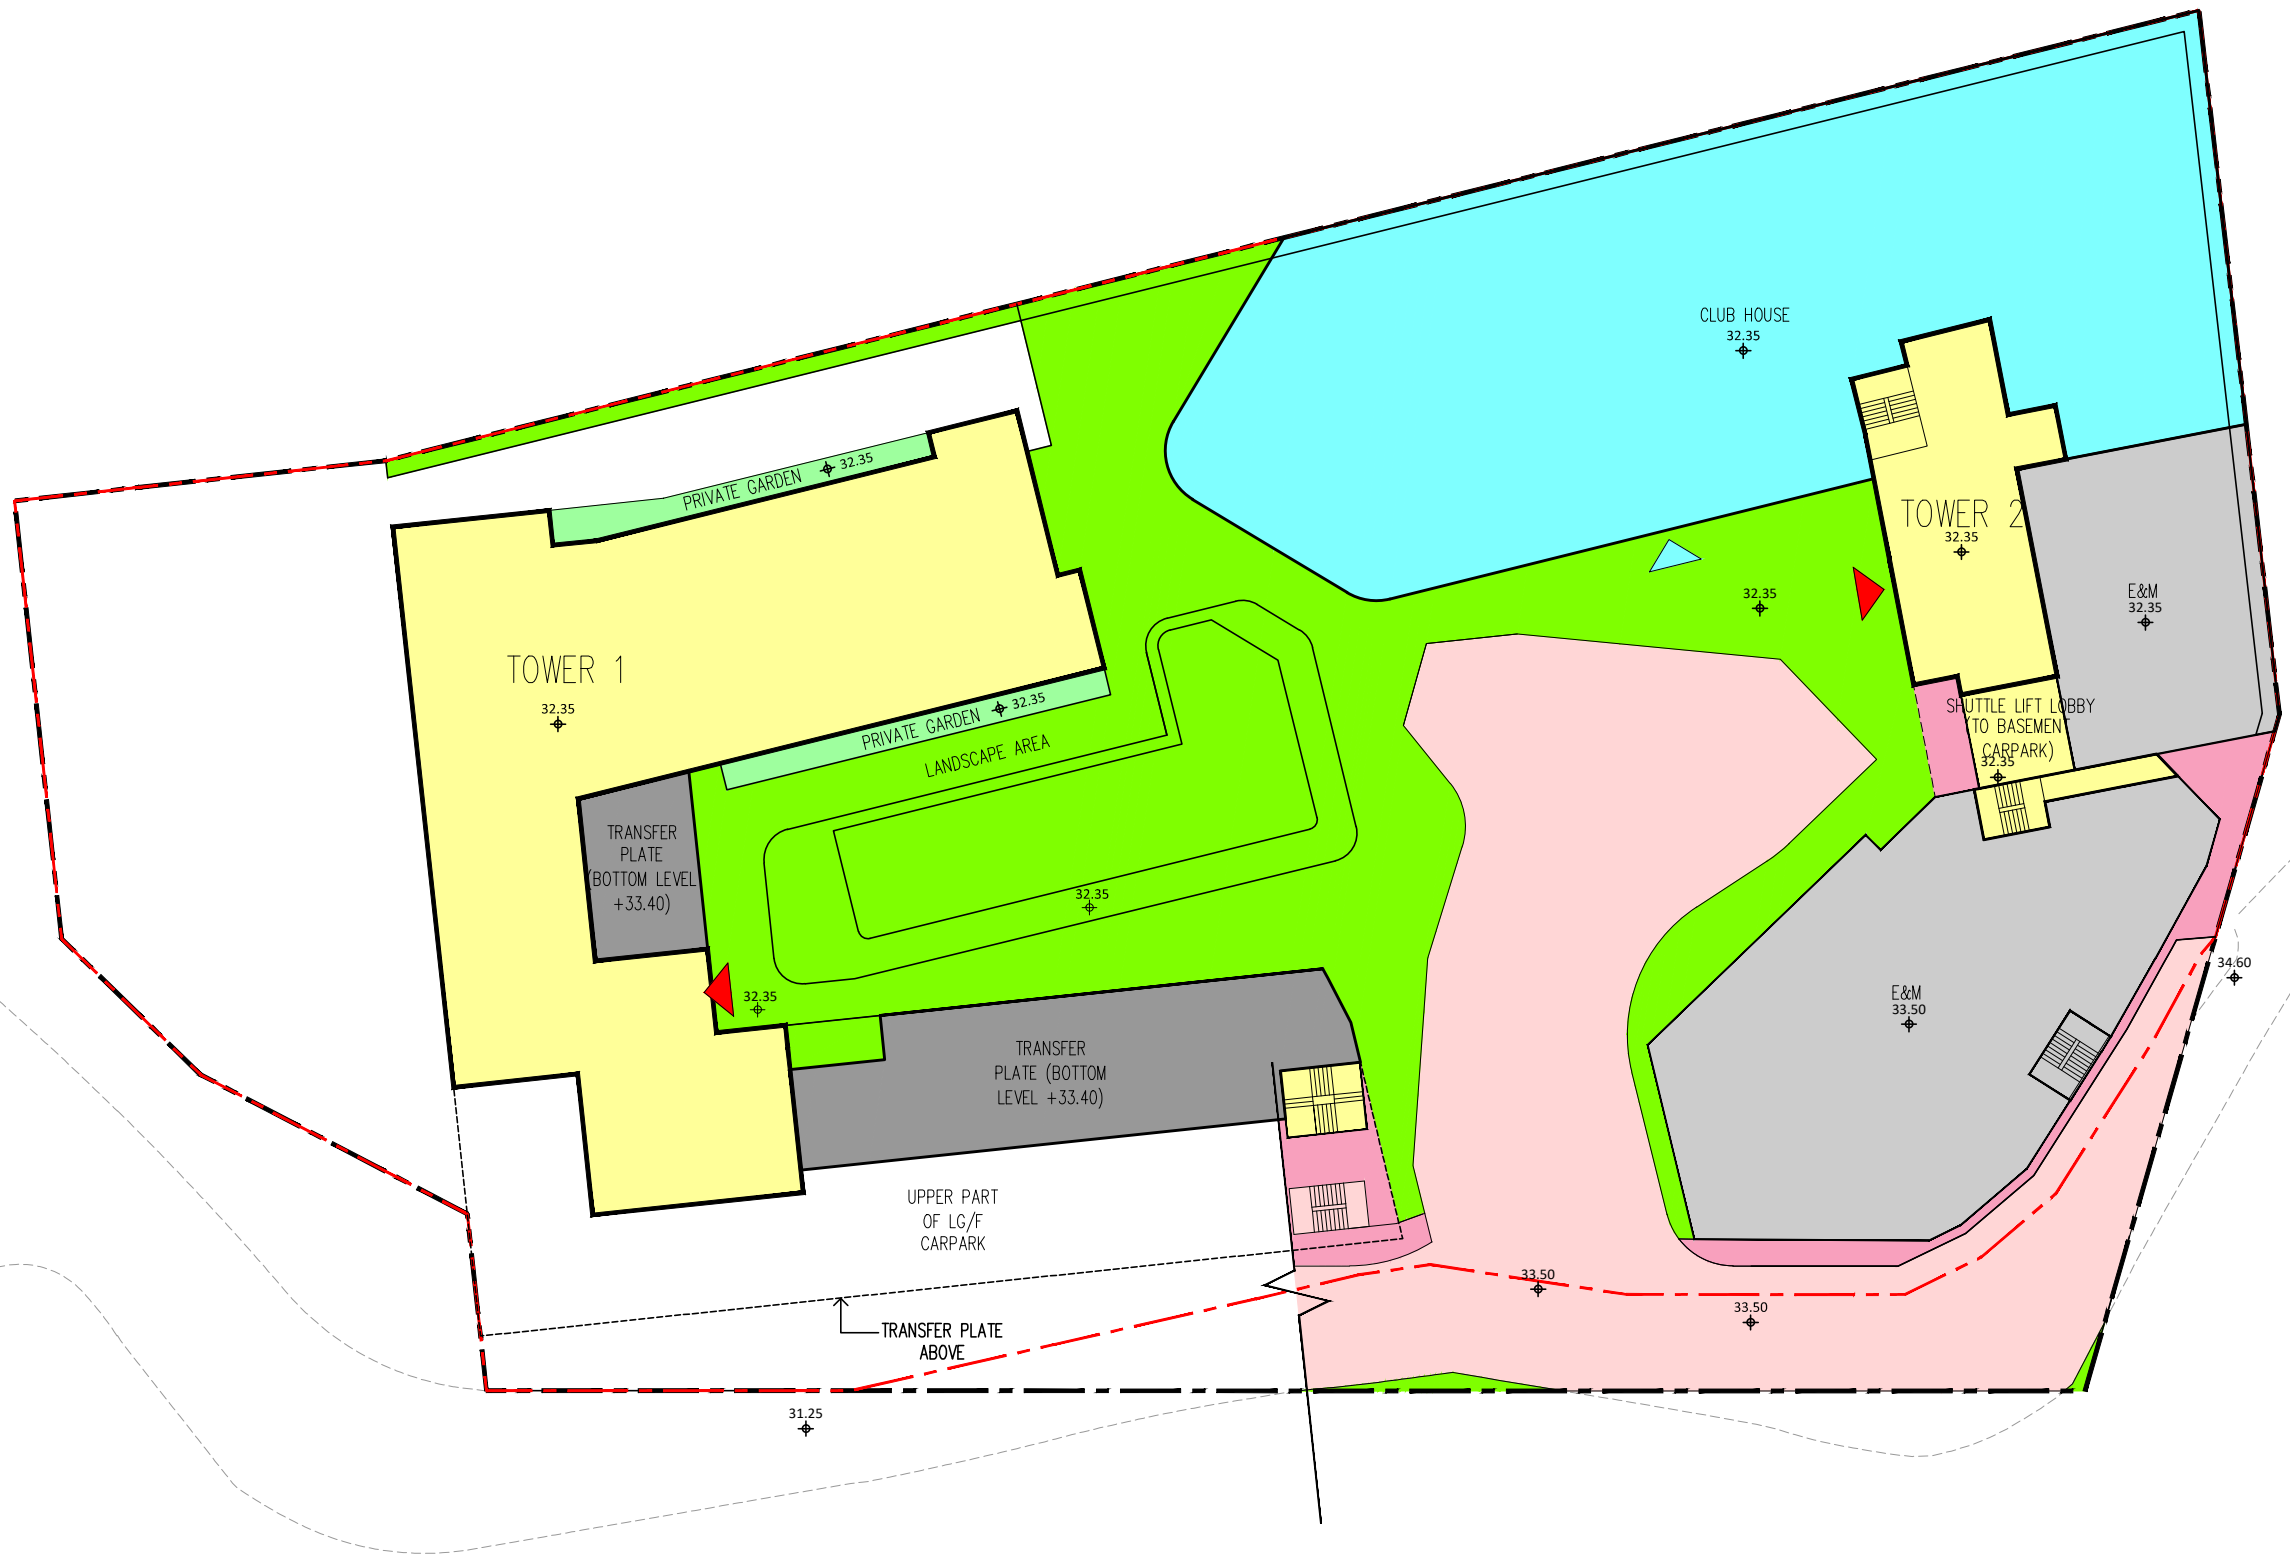 CLUB HOUSE
32.35
PRIVATE GARDEN
32.35
TOWER 2
32.35
E&M
32.35
32.35
TOWER 1
32.35
PRIVATE GARDEN
32.35
LANDSCAPE AREA
SHUTTLE LIFT LOBBY
(TO BASEMENT
CARPARK)
32.35
TRANSFER
PLATE
(BOTTOM LEVEL
+33.40)
32.35
32.35
34.60
E&M
33.50
TRANSFER
PLATE (BOTTOM
LEVEL +33.40)
UPPER PART
OF LG/F
CARPARK
33.50
33.50
TRANSFER PLATE
ABOVE
31.25